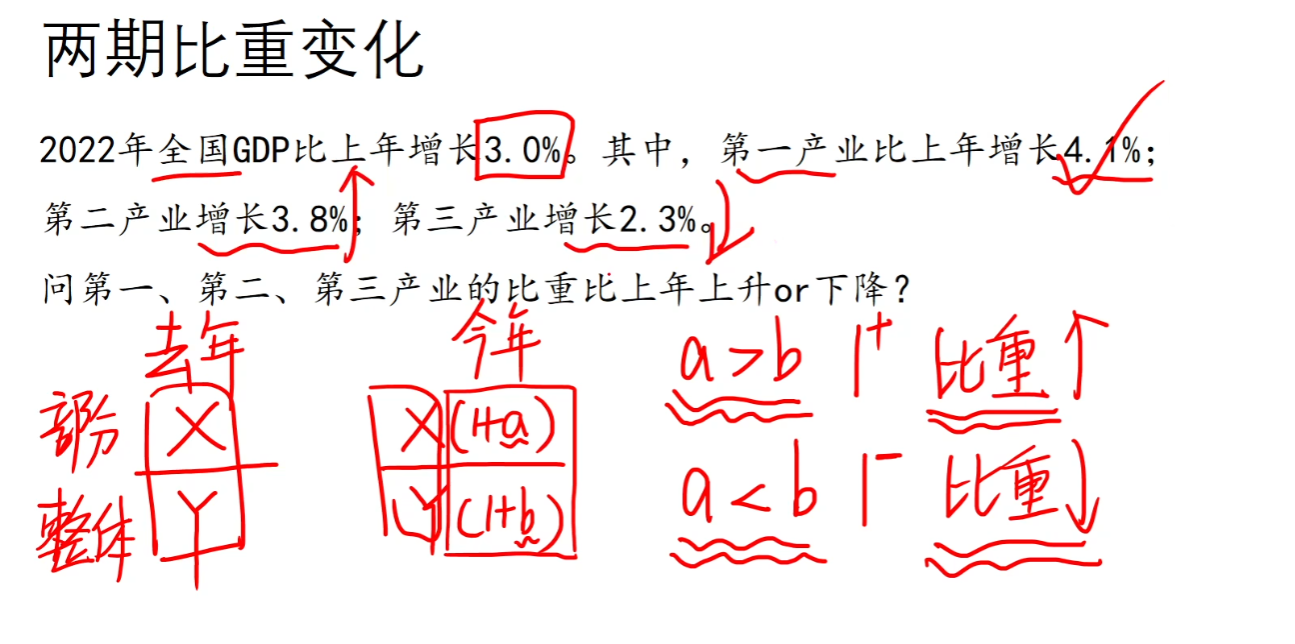 两期比重变化
2022年全国GDP比上年增长3.0%。其中，第一产业比上年增长4.1%；
第二产业增长3.8%；第三产业增长2.3%。
问第一、第二、第三产业的比重比上年上升or下降？
去年 今年
部分 X X(1+a) a>b 1+ 比重↑
整体 Y Y(1+b) a<b 1- 比重↓